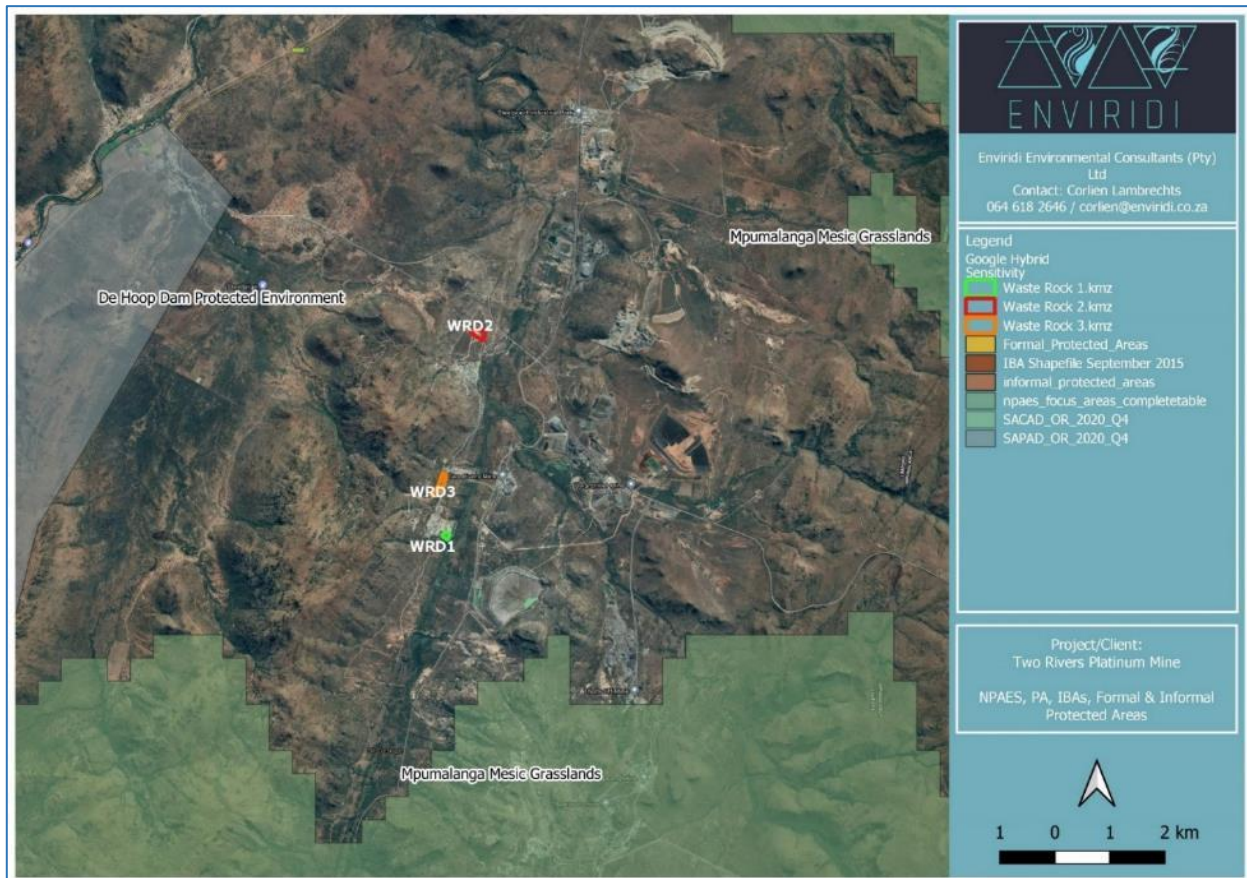 ENVIRIDI
Enviridi Environmental Consultants (Pty)
Ltd
Contact: Corlien Lambrechts
064 618 2646 / corlien@enviridi.co.za
Legend
Google Hybrid
Sensitivity
Waste Rock 1.kmz
Waste Rock 2.kmz
Waste Rock 3.kmz
Formal_Protected_Areas
IBA Shapefile September 2015
informal_protected_areas
npaes_focus_areas_completetable
SACAD_OR_2020_Q4
SAPAD_OR_2020_Q4
Project/Client:
Two Rivers Platinum Mine
NPAES, PA, IBAs, Formal & Informal
Protected Areas
1 0 1 2 km
Mpumalanga Mesic Grasslands
De Hoop Dam Protected Environment
WRD2
WRD3
WRD1
Mpumalanga Mesic Grasslands